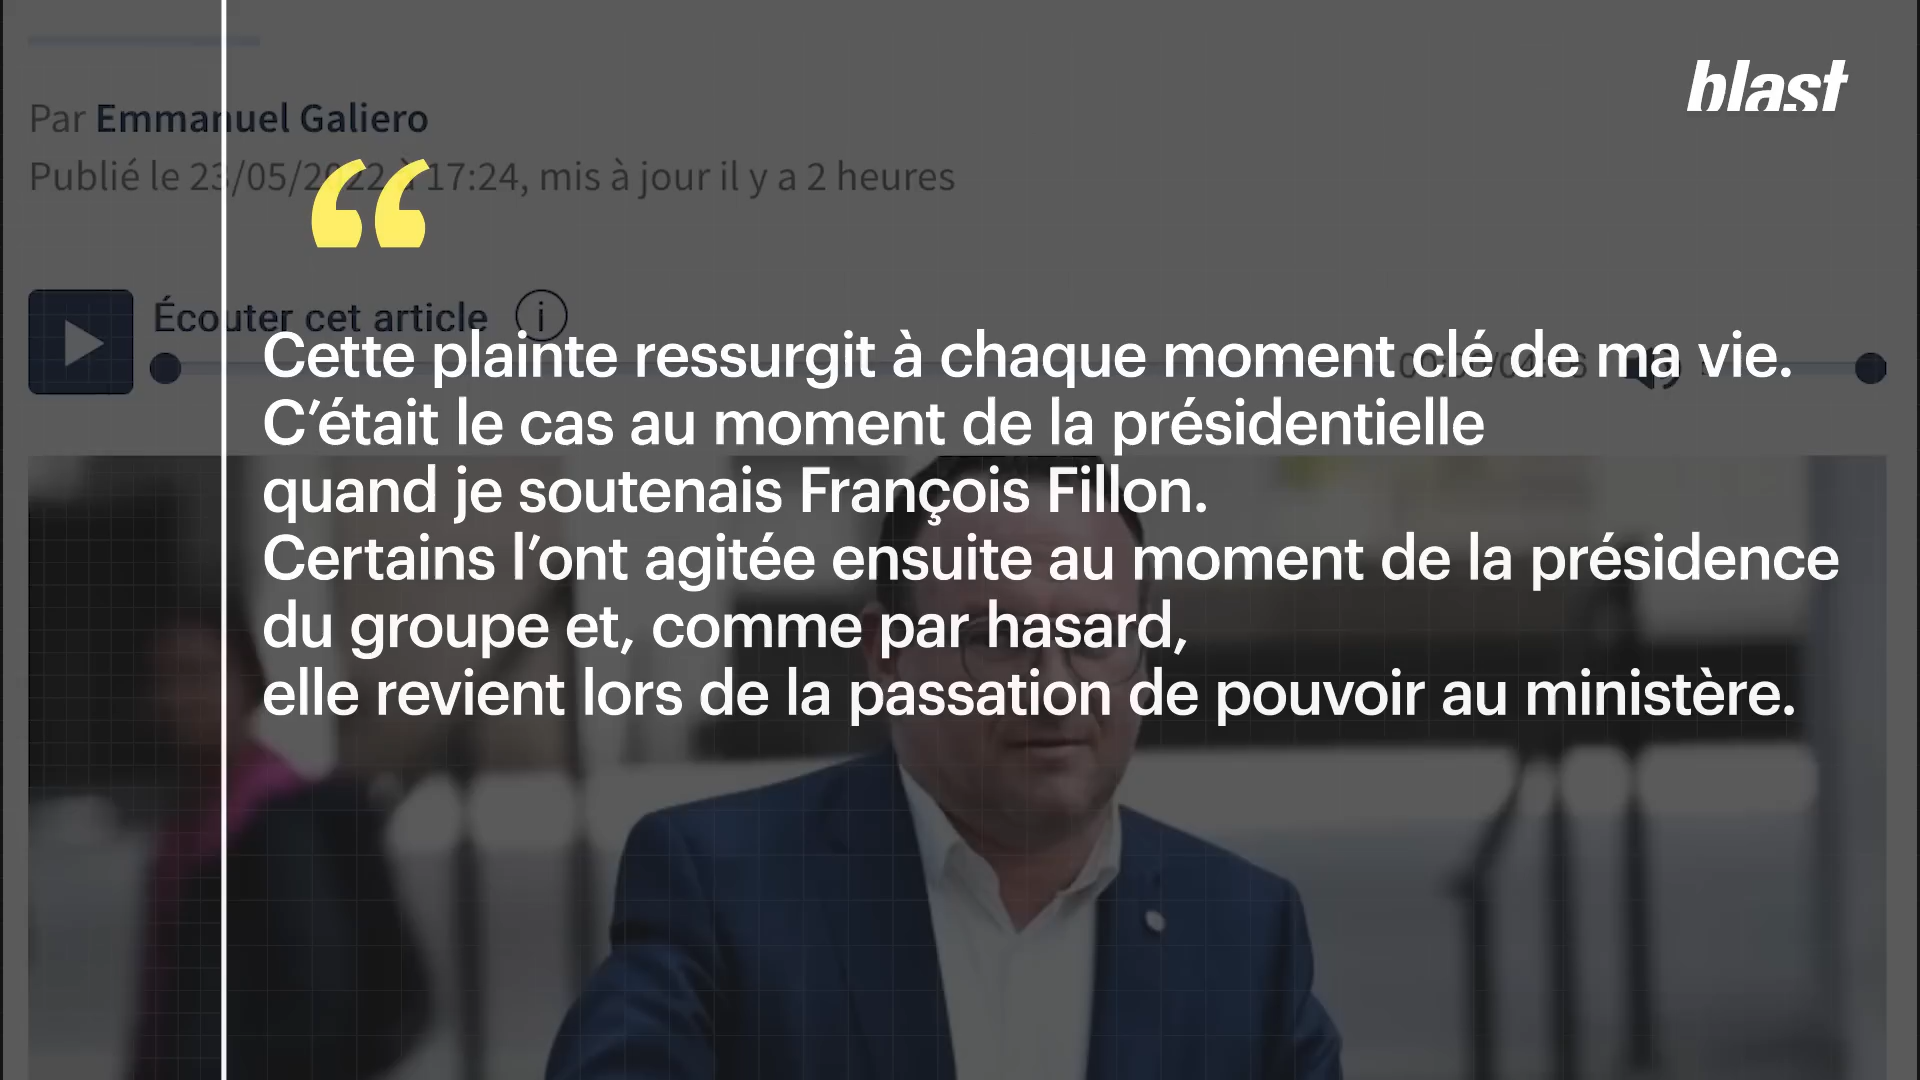 blast
Par Emmanuel Galiero
Publié le 23/05/2022 à 17:24, mis à jour il y a 2 heures
“
Écouter cet article
Cette plainte ressurgit à chaque moment clé de ma vie.
C’était le cas au moment de la présidentielle
quand je soutenais François Fillon.
Certains l’ont agitée ensuite au moment de la présidence
du groupe et, comme par hasard,
elle revient lors de la passation de pouvoir au ministère.